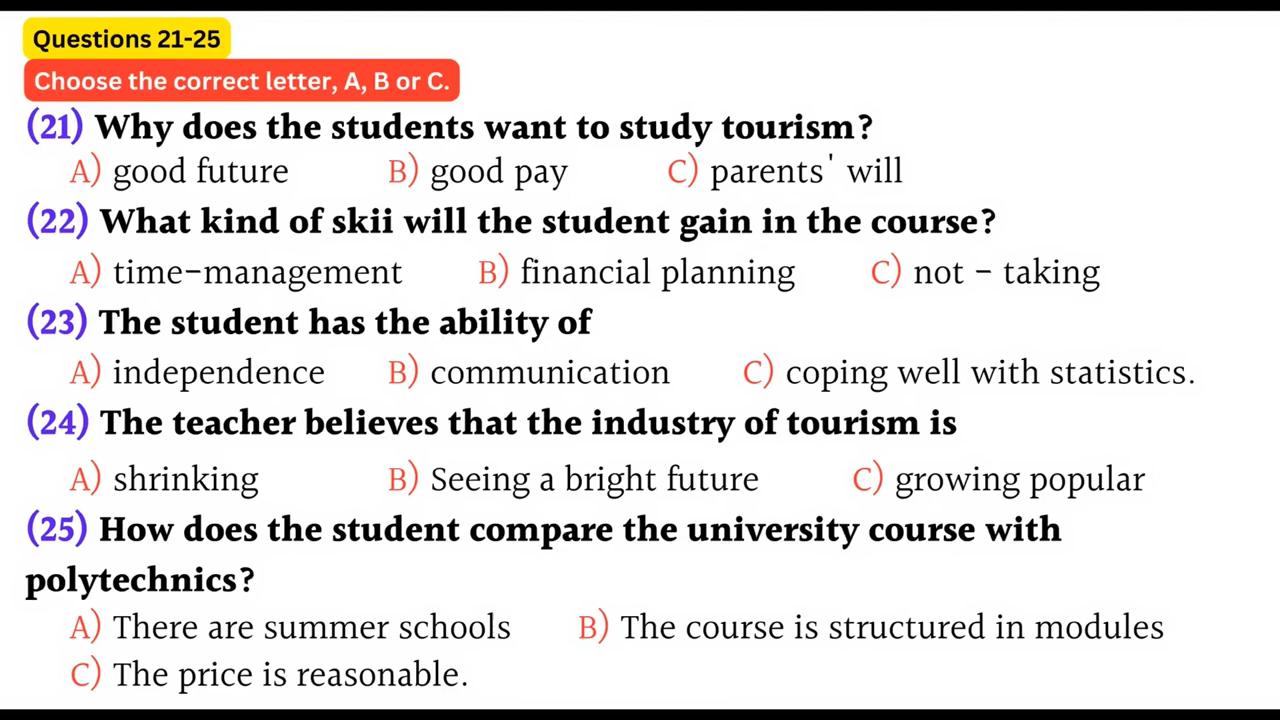 Questions 21-25
Choose the correct letter, A, B or C.
(21) Why does the students want to study tourism?
A) good future B) good pay C) parents' will
(22) What kind of skii will the student gain in the course?
A) time-management B) financial planning C) not - taking
(23) The student has the ability of
A) independence B) communication C) coping well with statistics.
(24) The teacher believes that the industry of tourism is
A) shrinking B) Seeing a bright future C) growing popular
(25) How does the student compare the university course with
polytechnics?
A) There are summer schools B) The course is structured in modules
C) The price is reasonable.